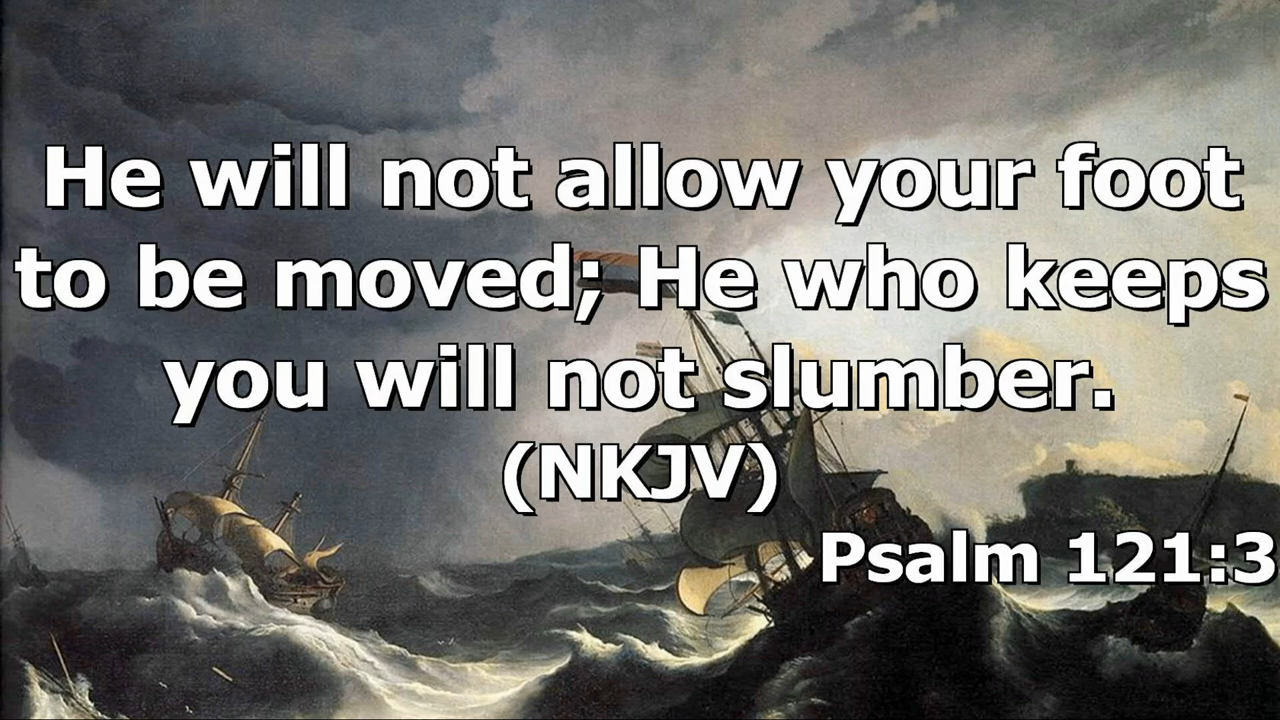 He will not allow your foot
to be moved; He who keeps
you will not slumber.
(NKJV)
Psalm 121:3